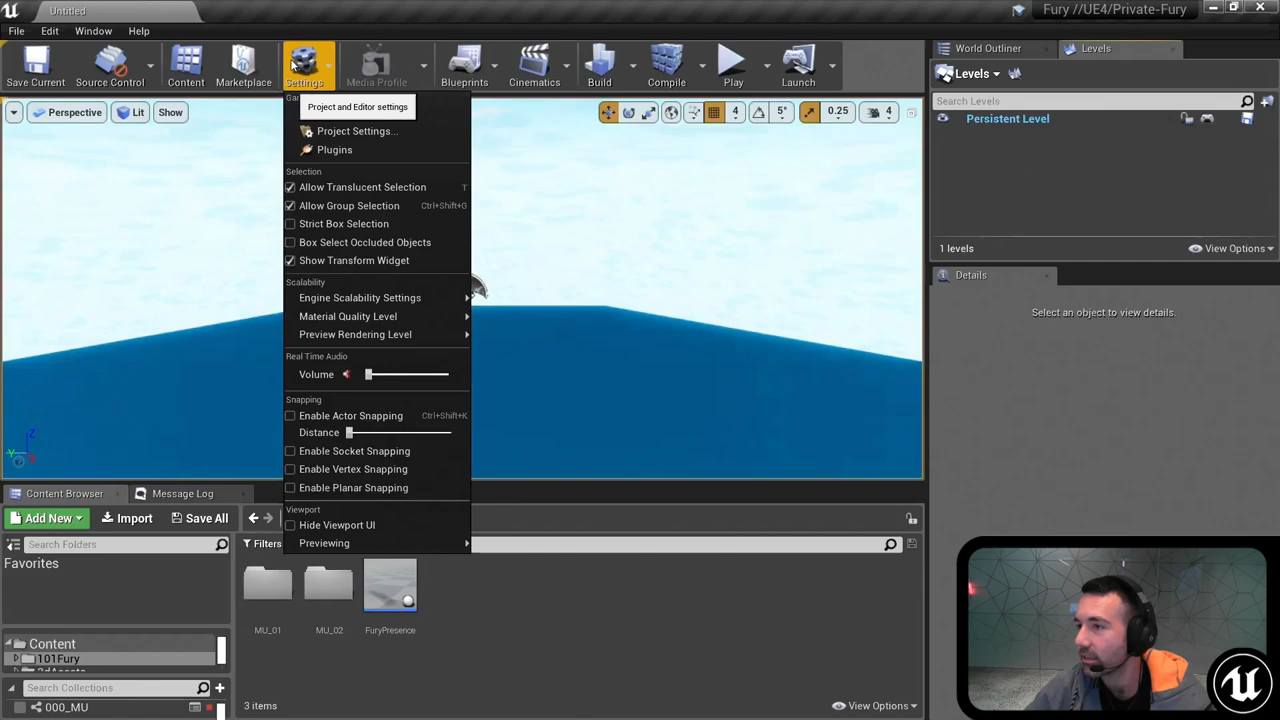 Untitled
Fury //UE4/Private-Fury
File Edit Window Help
Save Current Source Control Content Marketplace Settings Media Profile Blueprints Cinematics Build Compile Play Launch
World Outliner Levels
Levels
Search Levels
Persistent Level
1 levels
View Options
Details
Select an object to view details.
Perspective Lit Show
4 5° 0.25 4
Project and Editor settings
Project Settings...
Plugins
Selection
Allow Translucent Selection T
Allow Group Selection Ctrl+Shift+G
Strict Box Selection
Box Select Occluded Objects
Show Transform Widget
Scalability
Engine Scalability Settings
Material Quality Level
Preview Rendering Level
Real Time Audio
Volume
Snapping
Enable Actor Snapping Ctrl+Shift+K
Distance
Enable Socket Snapping
Enable Vertex Snapping
Enable Planar Snapping
Viewport
Hide Viewport UI
Previewing
Z
Y
X
Content Browser Message Log
Add New Import Save All
Search Folders
Filters
Favorites
Content
101Fury
Search Collections
000_MU
MU_01 MU_02 FuryPresence
3 items
View Options